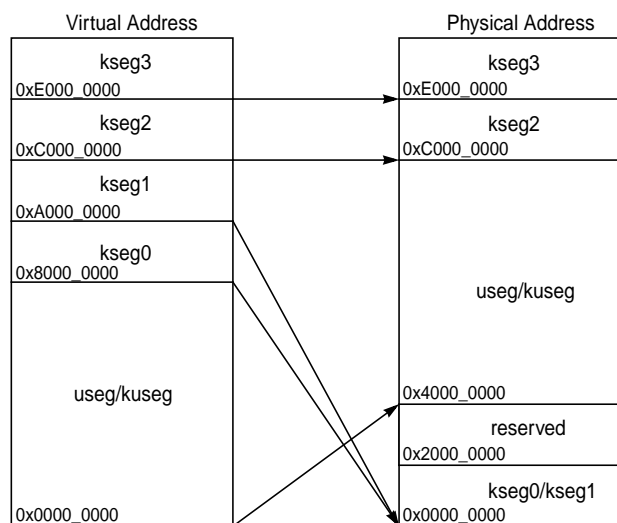 Virtual Address
kseg3
0xE000_0000
kseg2
0xC000_0000
kseg1
0xA000_0000
kseg0
0x8000_0000
useg/kuseg
0x0000_0000
Physical Address
kseg3
0xE000_0000
kseg2
0xC000_0000
useg/kuseg
0x4000_0000
reserved
0x2000_0000
kseg0/kseg1
0x0000_0000